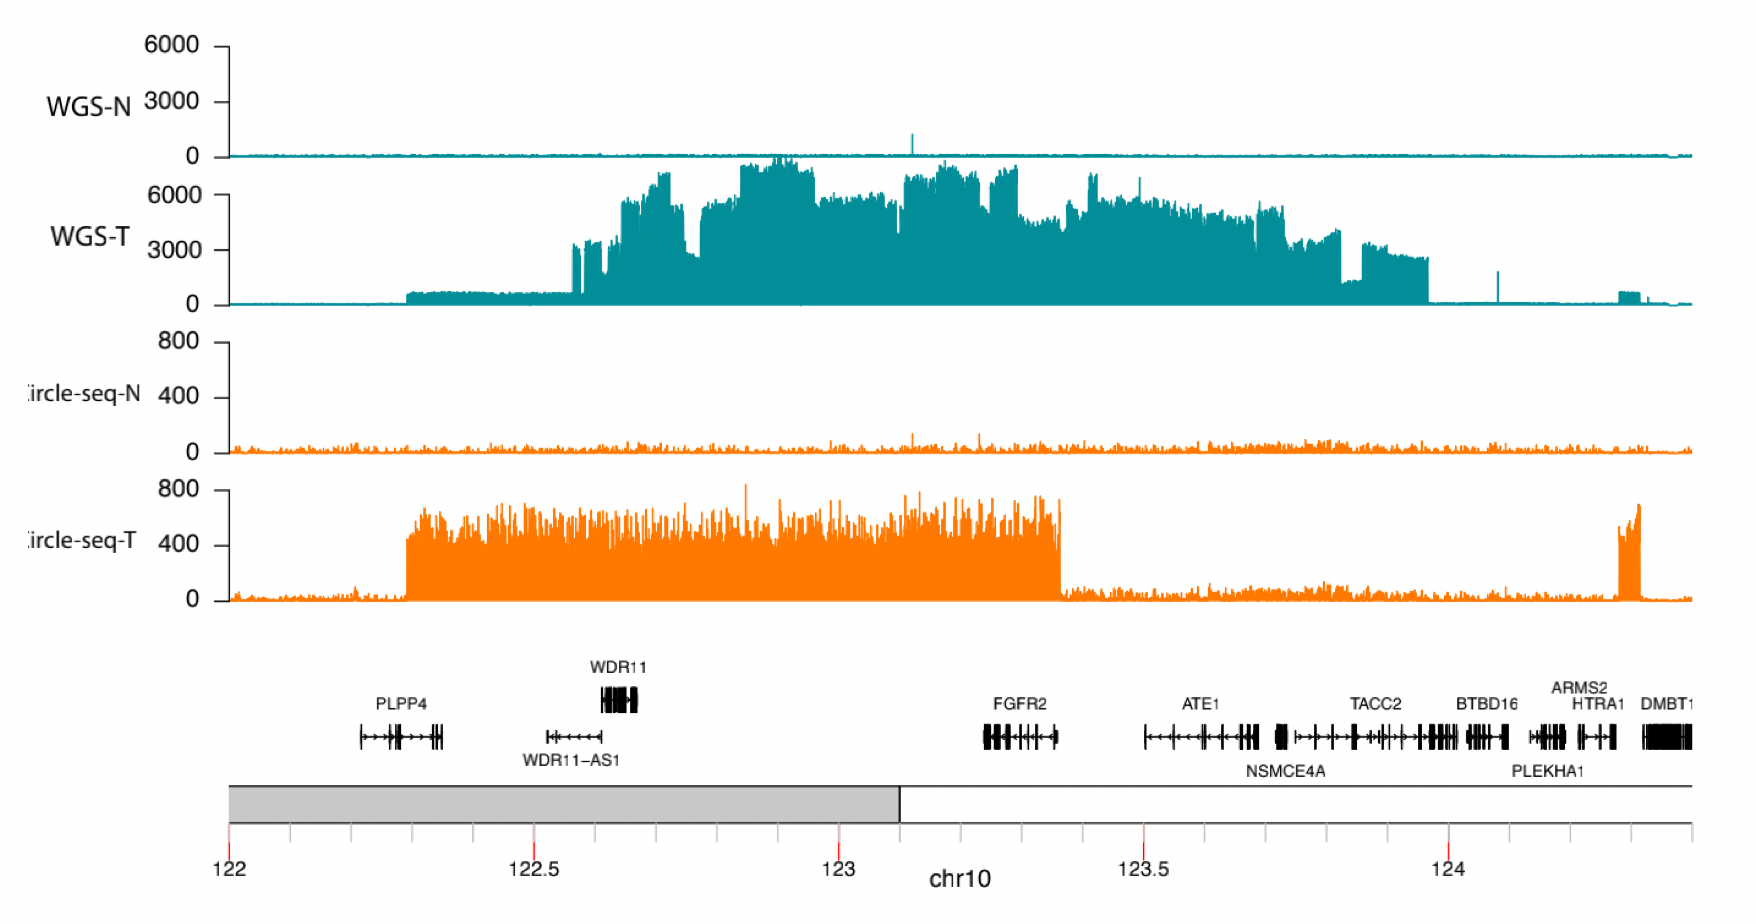 6000
WGS-N 3000
0
6000
WGS-T
3000
0
800
ircle-seq-N 400
0
800
ircle-seq-T 400
0
WDR11
ARMS2
PLPP4 FGFR2 ATE1 TACC2 BTBD16 HTRA1 DMBT1
WDR11-AS1
NSMCE4A PLEKHA1
122 122.5 123 123.5 124
chr10